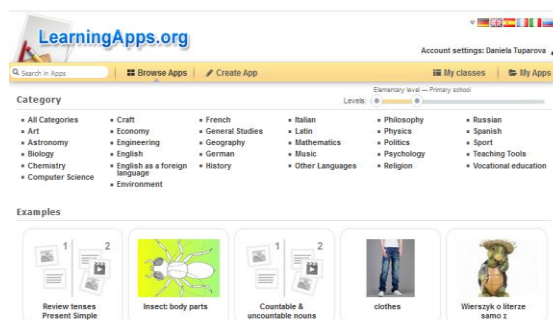 LearningApps.org
Account settings: Daniela Tuparova
Search in Apps
Browse Apps
Create App
My classes
My Apps
Category
Levels:
Elementary level — Primary school
All Categories
Art
Astronomy
Biology
Chemistry
Computer Science
Craft
Economy
Engineering
English
English as a foreign
language
Environment
French
General Studies
Geography
German
History
Italian
Latin
Mathematics
Music
Other Languages
Philosophy
Physics
Politics
Psychology
Religion
Russian
Spanish
Sport
Teaching Tools
Vocational education
Examples
1 2
Review tenses
Present Simple
Insect: body parts
1 2
Countable &
uncountable nouns
clothes
Wierszyk o literze
samo z